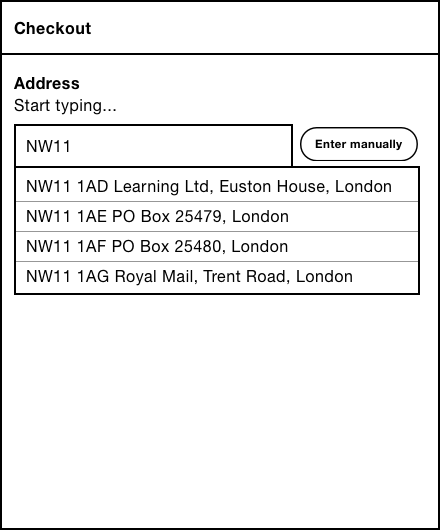 Checkout
Address
Start typing...
NW11
Enter manually
NW11 1AD Learning Ltd, Euston House, London
NW11 1AE PO Box 25479, London
NW11 1AF PO Box 25480, London
NW11 1AG Royal Mail, Trent Road, London